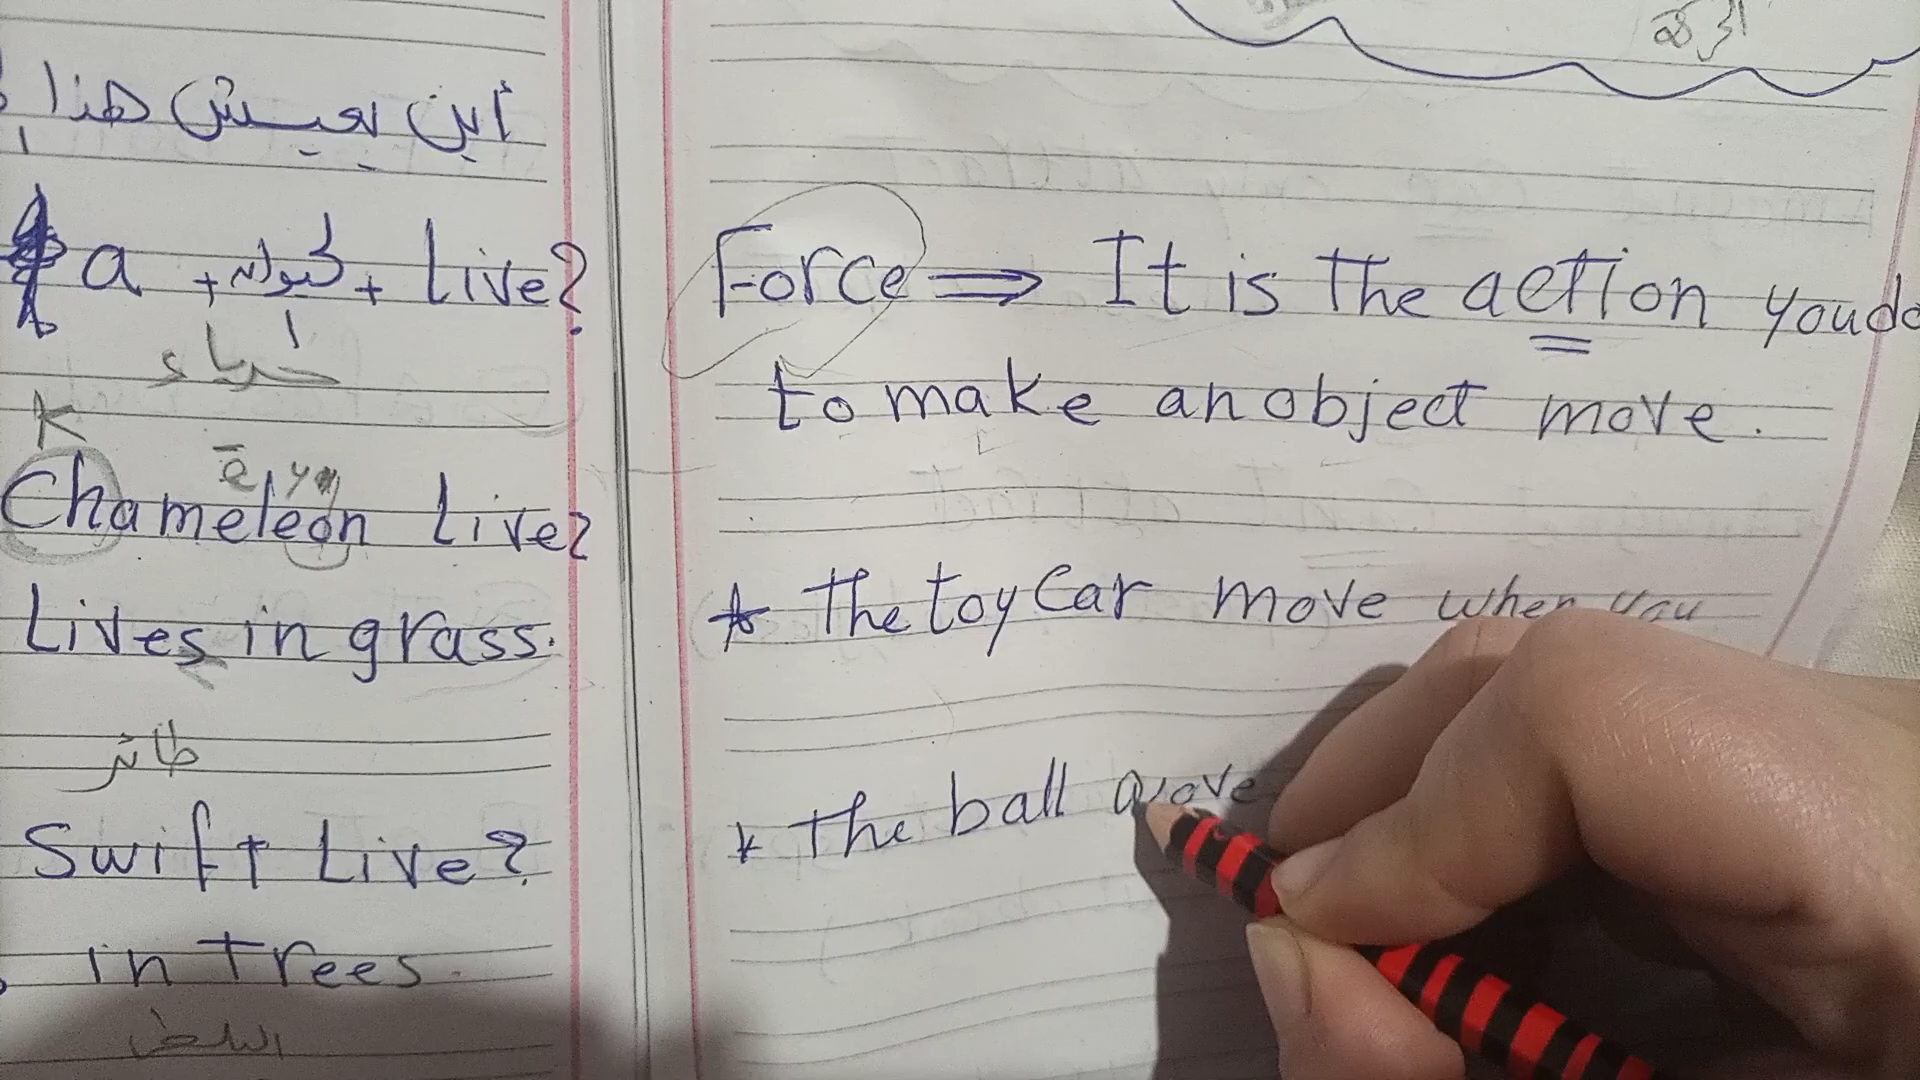 أين يعيش هذا
a + حيوان + Live?
حرباء
K
ē
Chameleon Live?
Lives in grass.
طائر
Swift Live?
in Trees.
Force ⇒ It is The action you do
to make an object move.
* The toy Car move when you
* The ball move